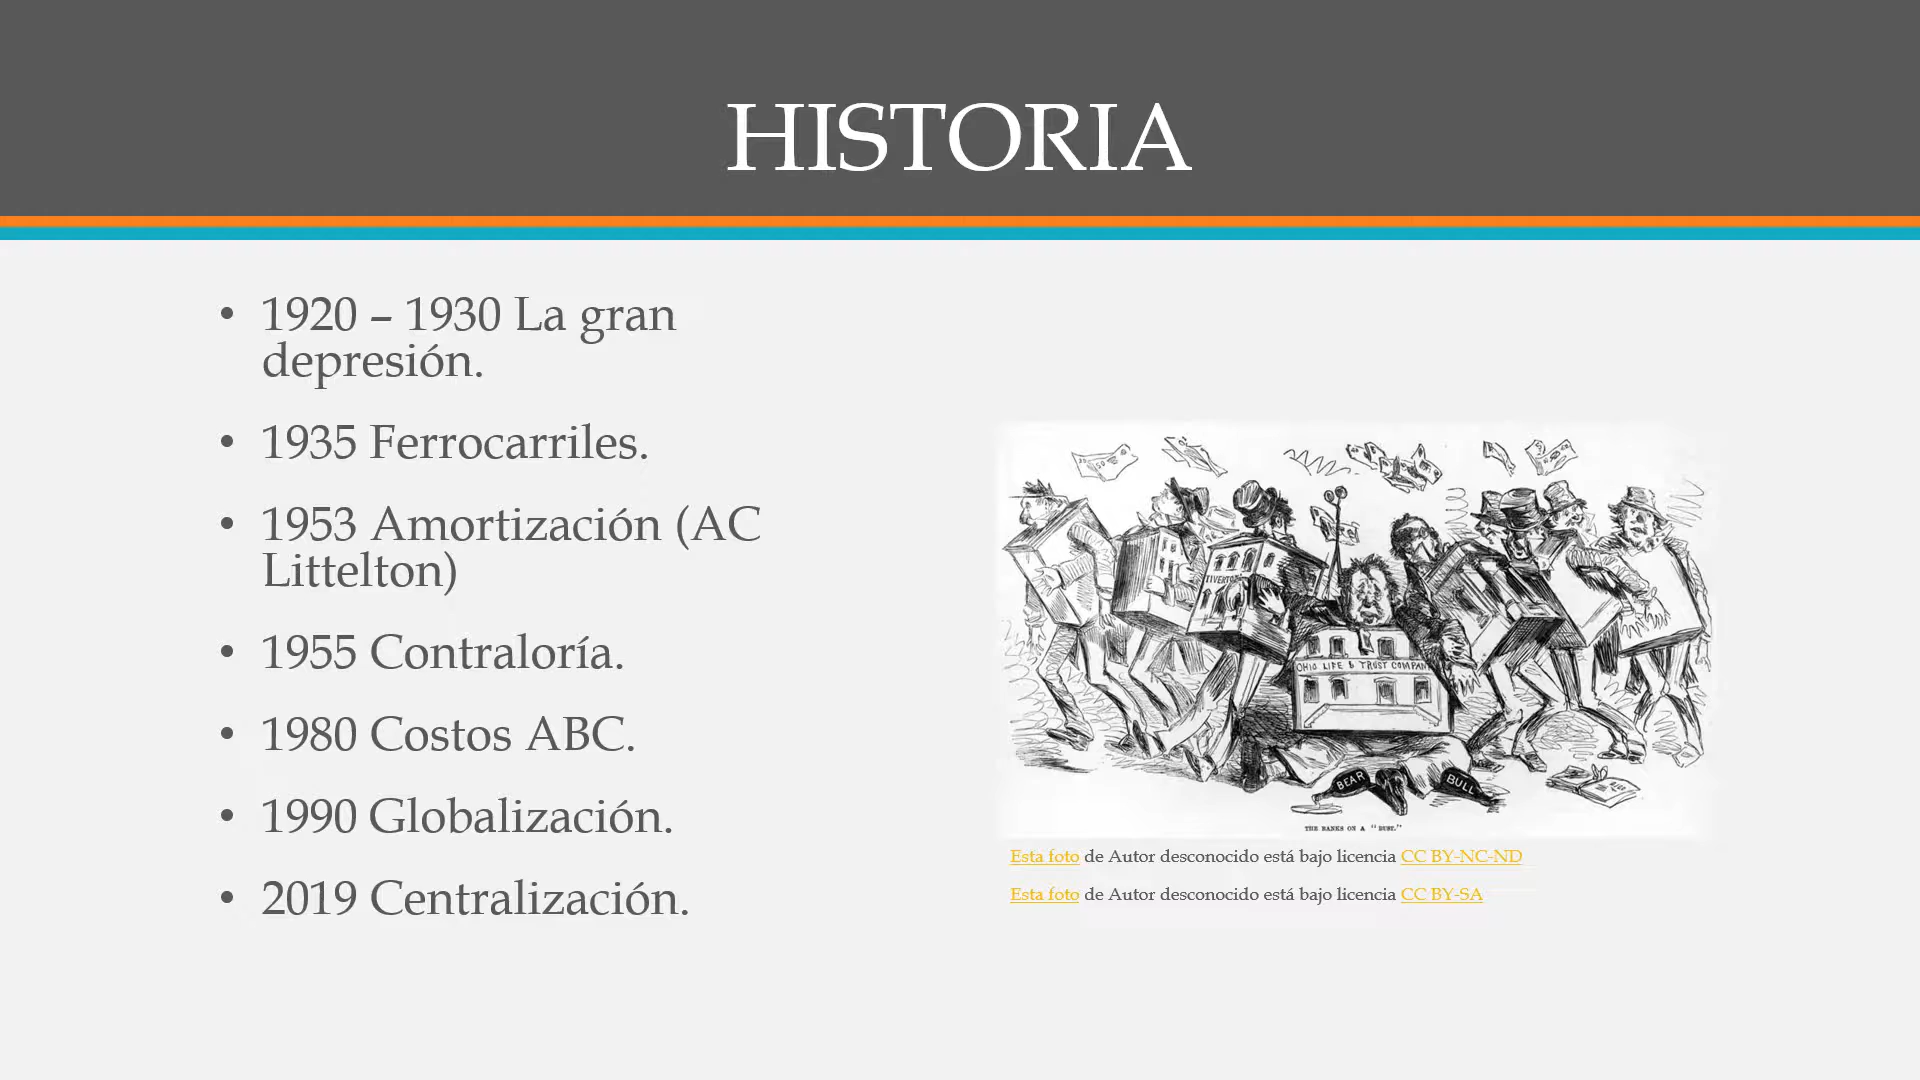 HISTORIA
• 1920 – 1930 La gran
depresión.
• 1935 Ferrocarriles.
• 1953 Amortización (AC
Littelton)
• 1955 Contraloría.
• 1980 Costos ABC.
• 1990 Globalización.
• 2019 Centralización.
TIVERTON
OHIO LIFE & TRUST COMPAN
BEAR
BULL
THE BANKS ON A "BUST."
Esta foto de Autor desconocido está bajo licencia CC BY-NC-ND
Esta foto de Autor desconocido está bajo licencia CC BY-SA